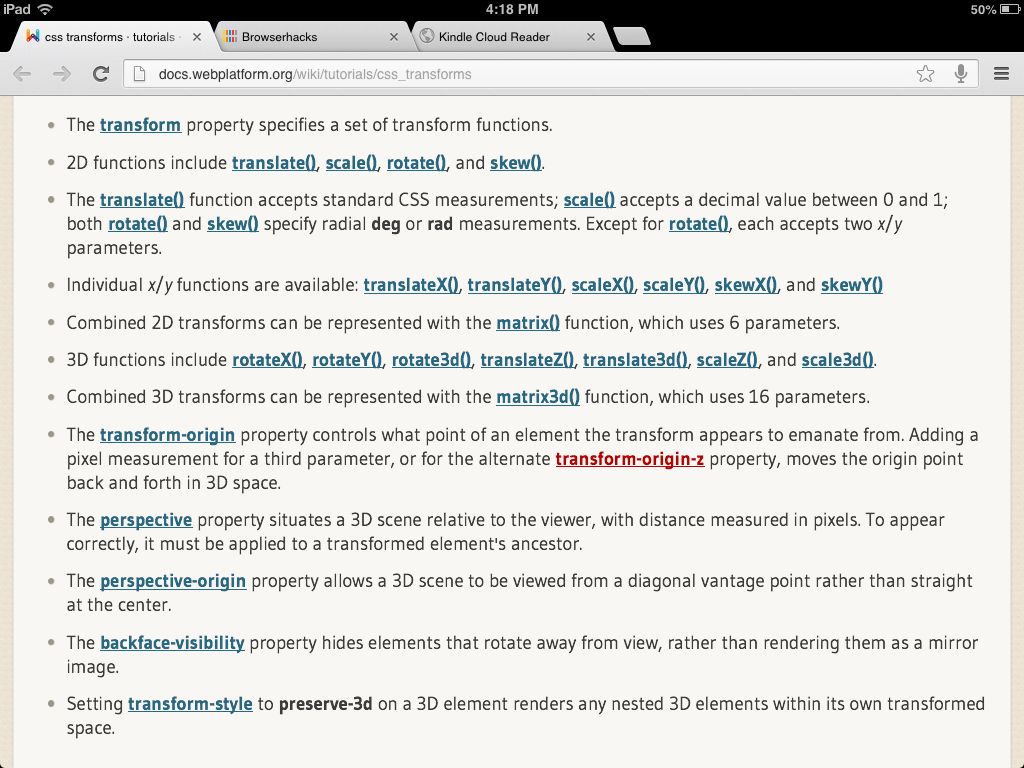 iPad 4:18 PM 50%
css transforms · tutorials · Browserhacks Kindle Cloud Reader
docs.webplatform.org/wiki/tutorials/css_transforms
• The transform property specifies a set of transform functions.
• 2D functions include translate(), scale(), rotate(), and skew().
• The translate() function accepts standard CSS measurements; scale() accepts a decimal value between 0 and 1;
both rotate() and skew() specify radial deg or rad measurements. Except for rotate(), each accepts two x/y
parameters.
• Individual x/y functions are available: translateX(), translateY(), scaleX(), scaleY(), skewX(), and skewY()
• Combined 2D transforms can be represented with the matrix() function, which uses 6 parameters.
• 3D functions include rotateX(), rotateY(), rotate3d(), translateZ(), translate3d(), scaleZ(), and scale3d().
• Combined 3D transforms can be represented with the matrix3d() function, which uses 16 parameters.
• The transform-origin property controls what point of an element the transform appears to emanate from. Adding a
pixel measurement for a third parameter, or for the alternate transform-origin-z property, moves the origin point
back and forth in 3D space.
• The perspective property situates a 3D scene relative to the viewer, with distance measured in pixels. To appear
correctly, it must be applied to a transformed element's ancestor.
• The perspective-origin property allows a 3D scene to be viewed from a diagonal vantage point rather than straight
at the center.
• The backface-visibility property hides elements that rotate away from view, rather than rendering them as a mirror
image.
• Setting transform-style to preserve-3d on a 3D element renders any nested 3D elements within its own transformed
space.